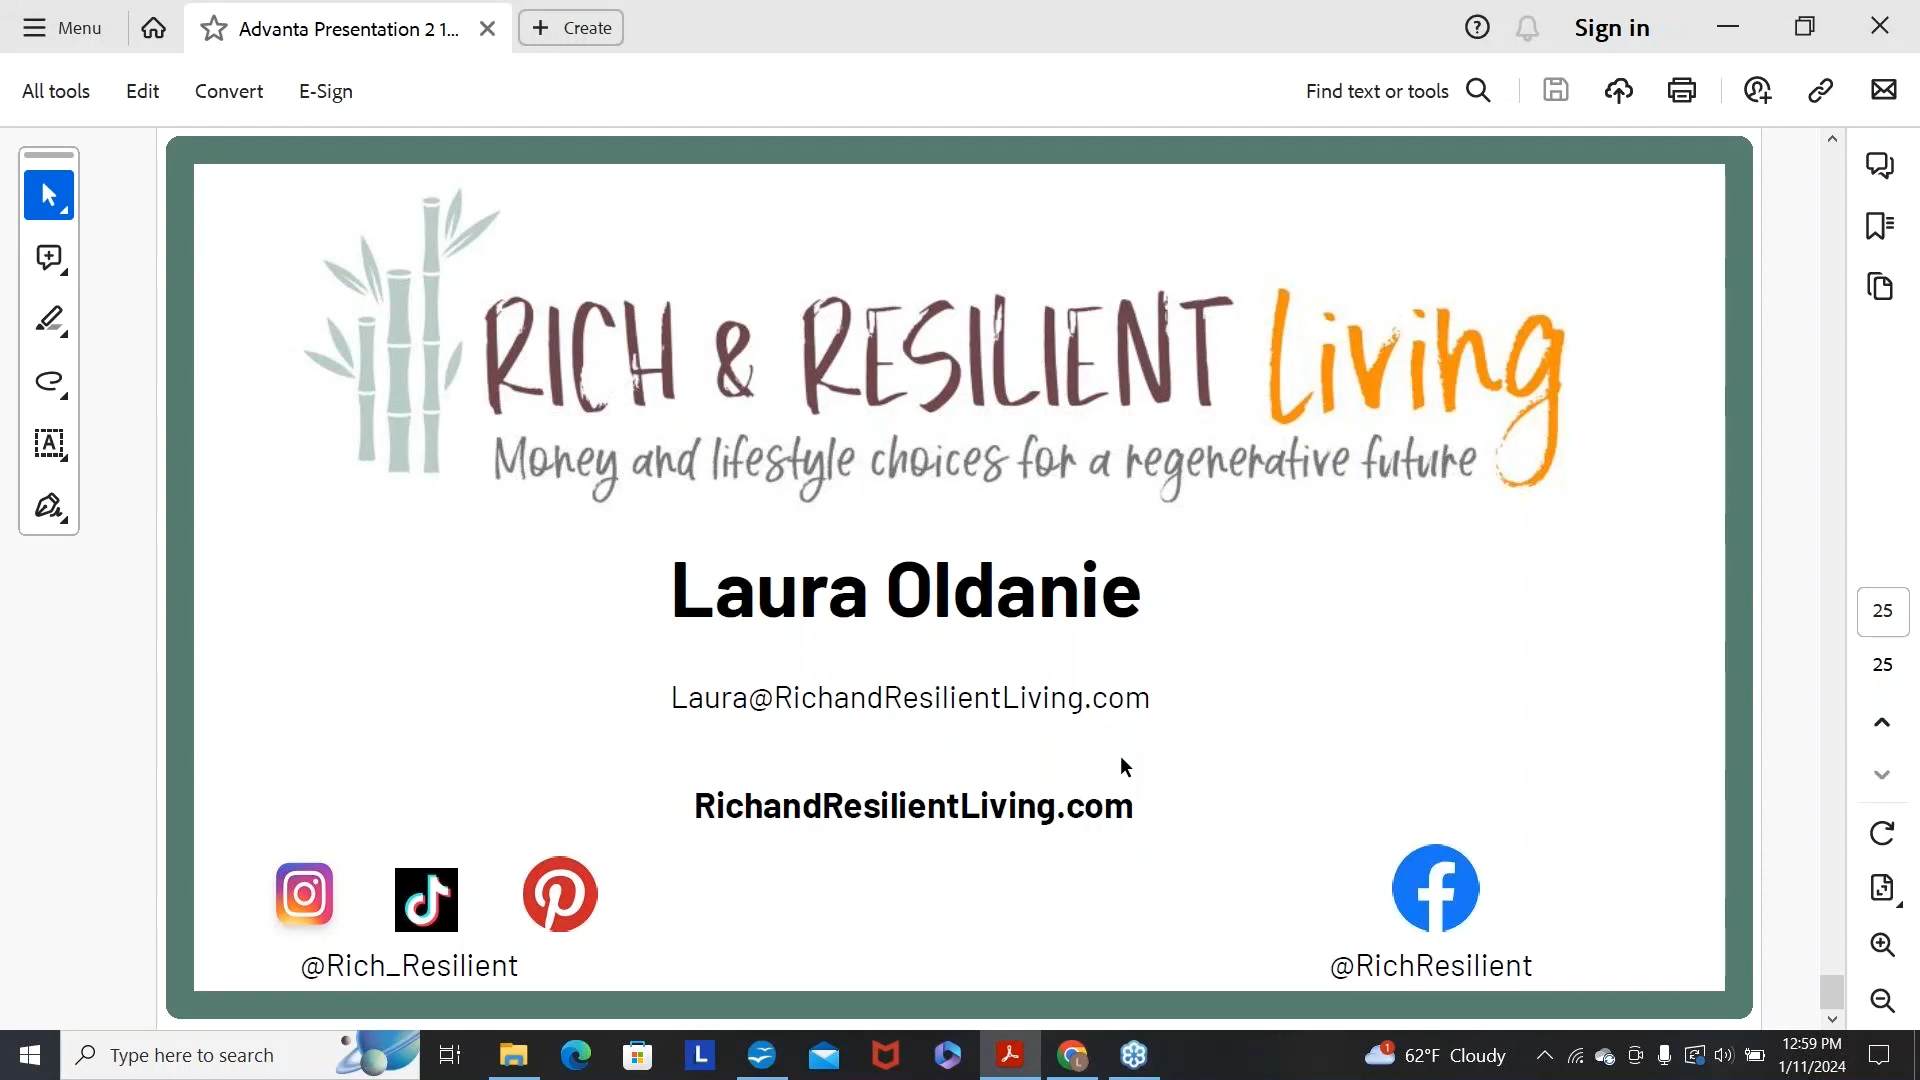 Menu
Advanta Presentation 2 1...
Create
Sign in
All tools
Edit
Convert
E-Sign
Find text or tools
RICH & RESILIENT Living
Money and lifestyle choices for a regenerative future
Laura Oldanie
Laura@RichandResilientLiving.com
RichandResilientLiving.com
@Rich_Resilient
@RichResilient
25
25
Type here to search
L
L
1
62°F Cloudy
12:59 PM
1/11/2024